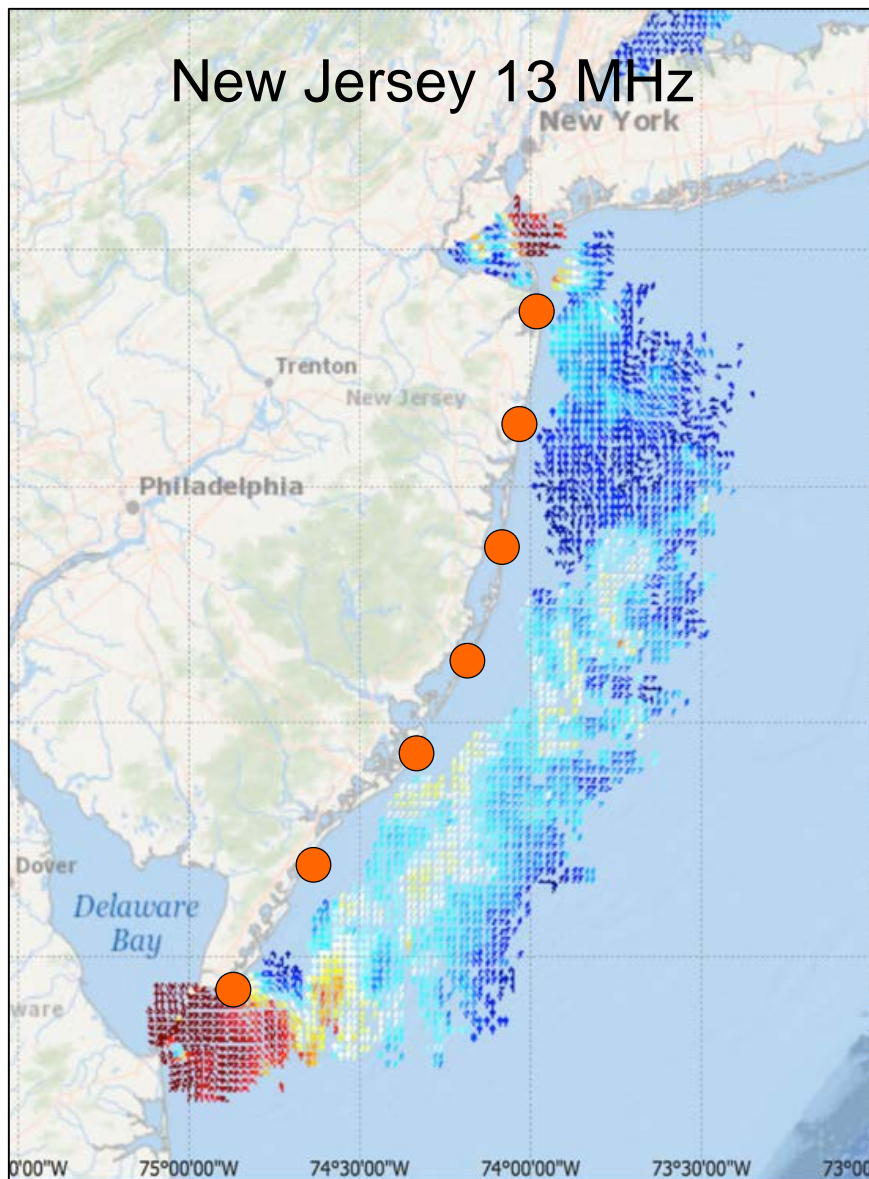 New Jersey 13 MHz
New York
Trenton
New Jersey
Philadelphia
Dover
Delaware
Bay
ware
0'00"W 75°00'00"W 74°30'00"W 74°00'00"W 73°30'00"W 73°00